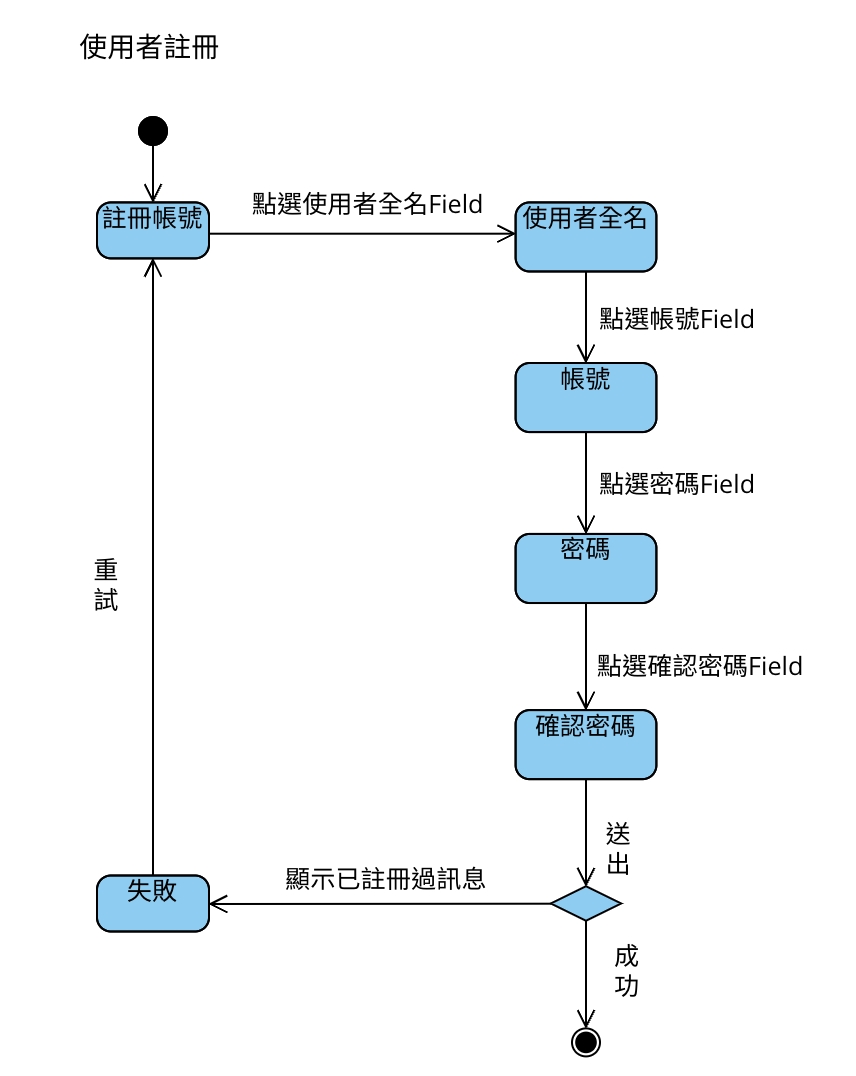 使用者註冊
註冊帳號
點選使用者全名Field
使用者全名
點選帳號Field
帳號
點選密碼Field
密碼
點選確認密碼Field
確認密碼
送
出
顯示已註冊過訊息
失敗
重
試
成
功